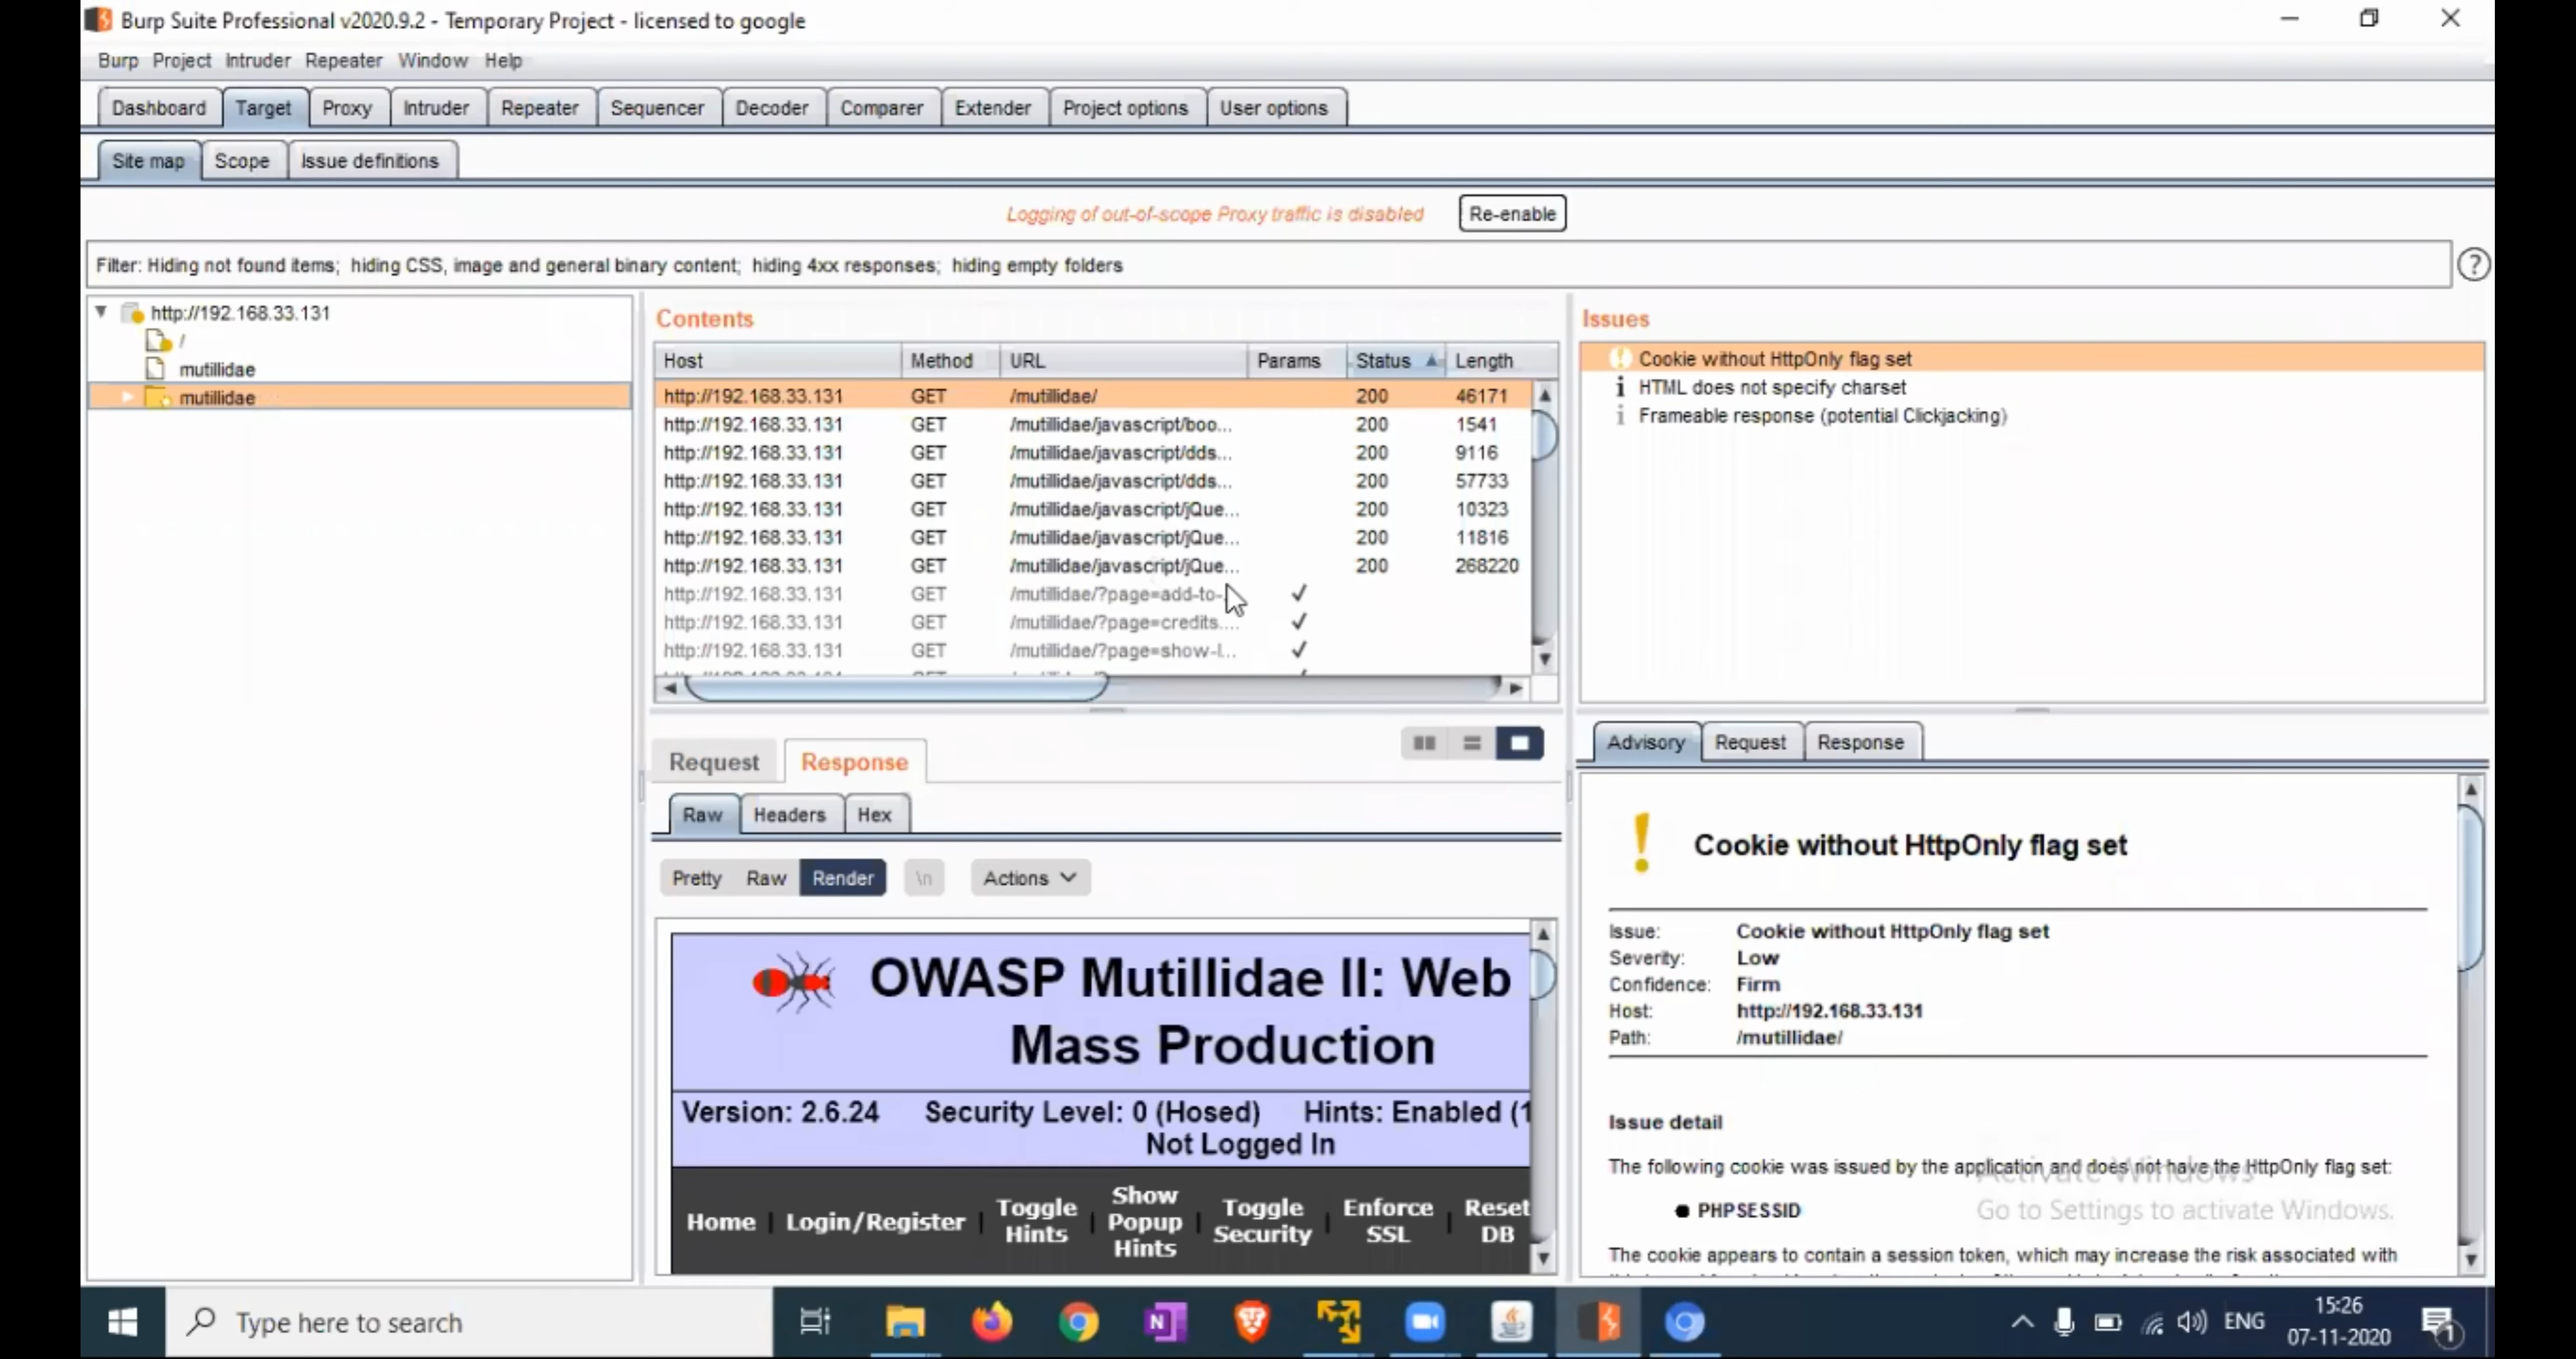 Burp Suite Professional v2020.9.2 - Temporary Project - licensed to google
Burp Project Intruder Repeater Window Help
Dashboard Target Proxy Intruder Repeater Sequencer Decoder Comparer Extender Project options User options
Site map Scope Issue definitions
Logging of out-of-scope Proxy traffic is disabled Re-enable
Filter: Hiding not found items; hiding CSS, image and general binary content; hiding 4xx responses; hiding empty folders ?
http://192.168.33.131
/
mutillidae
mutillidae
Contents
Host Method URL Params Status Length
http://192.168.33.131 GET /mutillidae/ 200 46171
http://192.168.33.131 GET /mutillidae/javascript/boo... 200 1541
http://192.168.33.131 GET /mutillidae/javascript/dds... 200 9116
http://192.168.33.131 GET /mutillidae/javascript/dds... 200 57733
http://192.168.33.131 GET /mutillidae/javascript/jQue... 200 10323
http://192.168.33.131 GET /mutillidae/javascript/jQue... 200 11816
http://192.168.33.131 GET /mutillidae/javascript/jQue... 200 268220
http://192.168.33.131 GET /mutillidae/?page=add-to- ✓
http://192.168.33.131 GET /mutillidae/?page=credits.... ✓
http://192.168.33.131 GET /mutillidae/?page=show-l... ✓
Issues
Cookie without HttpOnly flag set
HTML does not specify charset
Frameable response (potential Clickjacking)
Request Response
Raw Headers Hex
Pretty Raw Render \n Actions
OWASP Mutillidae II: Web
Mass Production
Version: 2.6.24 Security Level: 0 (Hosed) Hints: Enabled (1
Not Logged In
Home Login/Register Toggle Hints Show Popup Hints Toggle Security Enforce SSL Reset DB
Advisory Request Response
Cookie without HttpOnly flag set
Issue: Cookie without HttpOnly flag set
Severity: Low
Confidence: Firm
Host: http://192.168.33.131
Path: /mutillidae/
Issue detail
The following cookie was issued by the application and does not have the HttpOnly flag set:
PHPSESSID
The cookie appears to contain a session token, which may increase the risk associated with
Activate Windows
Go to Settings to activate Windows.
Type here to search
ENG
15:26
07-11-2020
1